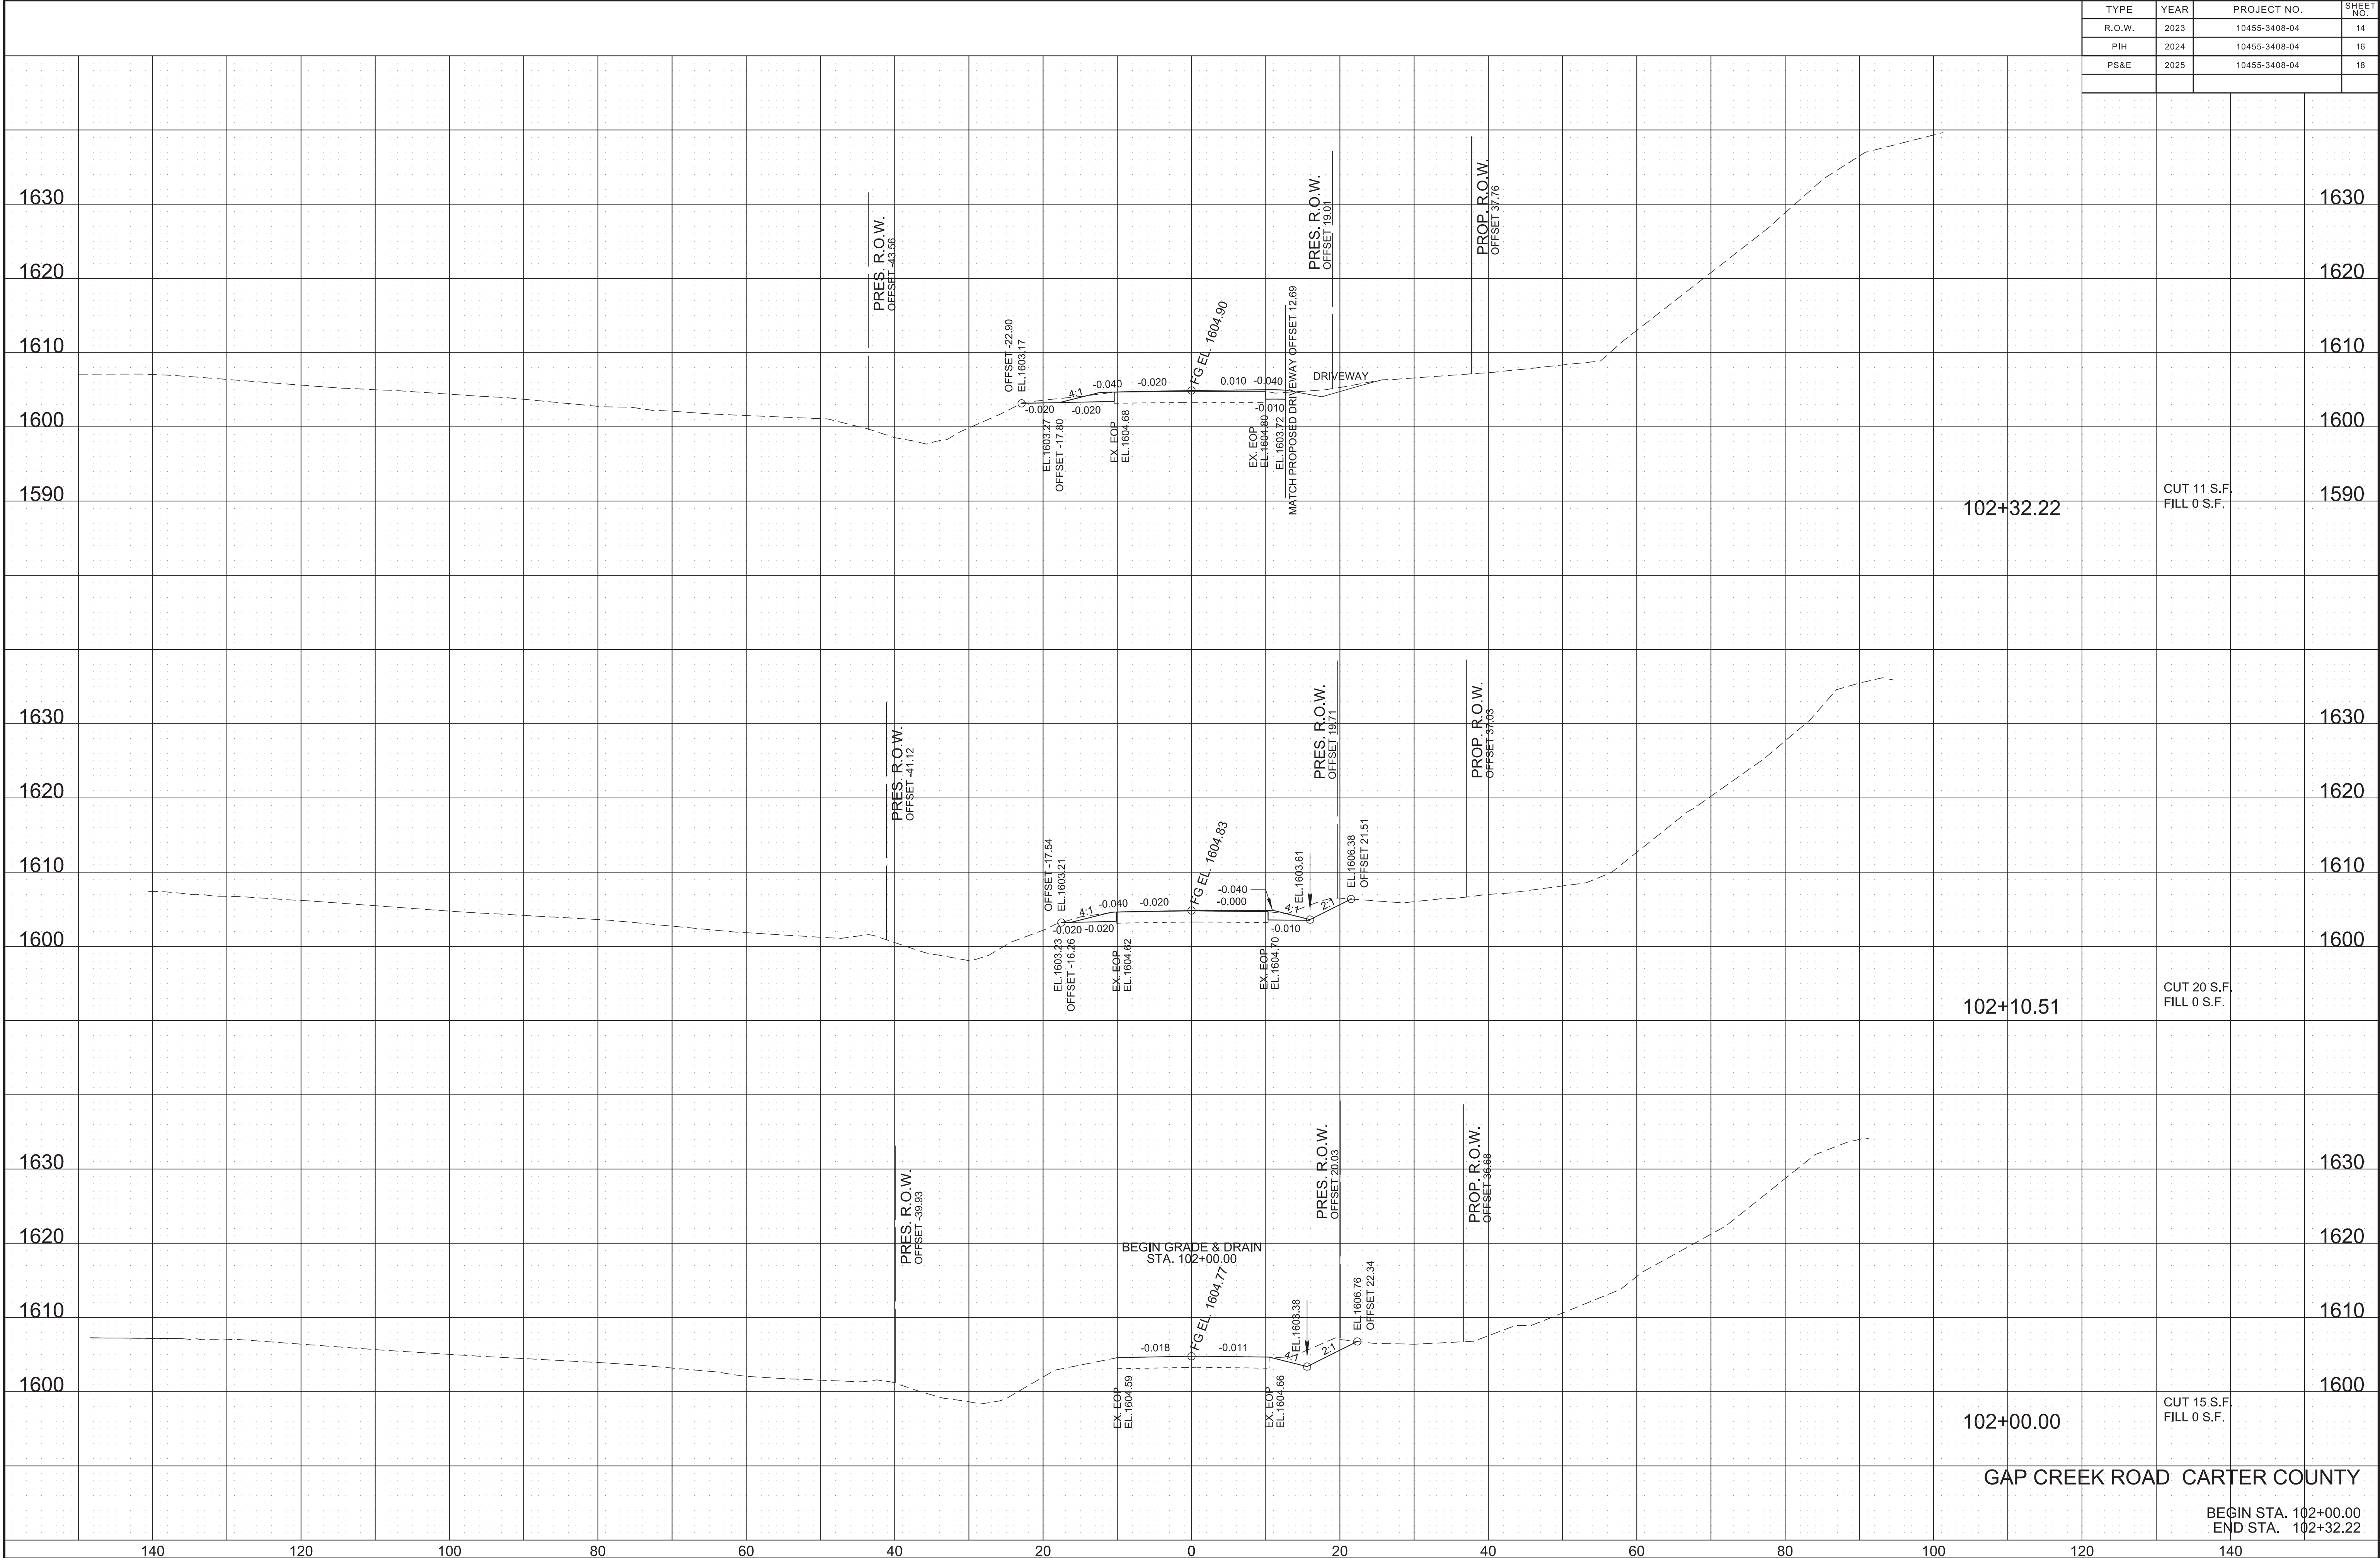 TYPE YEAR PROJECT NO. SHEET NO.
R.O.W. 2023 10455-3408-04 14
PIH 2024 10455-3408-04 16
PS&E 2025 10455-3408-04 18
1630 1630
1620 1620
1610 1610
1600 1600
1590 1590
PRES. R.O.W.
OFFSET -43.56
OFFSET -22.90
EL.1603.17
4:1
-0.040
-0.020
FG EL. 1604.90
0.010
-0.040
MATCH PROPOSED DRIVEWAY OFFSET 12.69
DRIVEWAY
PRES. R.O.W.
OFFSET 19.01
PROP. R.O.W.
OFFSET 37.76
-0.020
-0.020
-0.010
EL.1603.27
OFFSET -17.80
EX. EOP
EL.1604.68
EX. EOP
EL.1604.80
EL.1603.72
102+32.22
CUT 11 S.F.
FILL 0 S.F.
1630 1630
1620 1620
1610 1610
1600 1600
PRES. R.O.W.
OFFSET -41.12
OFFSET -17.54
EL.1603.21
4:1
-0.040
-0.020
FG EL. 1604.83
-0.040
-0.000
EL.1603.61
4:1
2:1
EL.1606.38
OFFSET 21.51
PRES. R.O.W.
OFFSET 19.71
PROP. R.O.W.
OFFSET 37.03
-0.020
-0.020
-0.010
EL.1603.23
OFFSET -16.26
EX. EOP
EL.1604.62
EX. EOP
EL.1604.70
102+10.51
CUT 20 S.F.
FILL 0 S.F.
1630 1630
1620 1620
1610 1610
1600 1600
PRES. R.O.W.
OFFSET -39.93
BEGIN GRADE & DRAIN
STA. 102+00.00
FG EL. 1604.77
-0.018
-0.011
EL.1603.38
4:1
2:1
EL.1606.76
OFFSET 22.34
PRES. R.O.W.
OFFSET 20.03
PROP. R.O.W.
OFFSET 36.68
EX. EOP
EL.1604.59
EX. EOP
EL.1604.66
102+00.00
CUT 15 S.F.
FILL 0 S.F.
GAP CREEK ROAD CARTER COUNTY
BEGIN STA. 102+00.00
END STA. 102+32.22
140 120 100 80 60 40 20 0 20 40 60 80 100 120 140